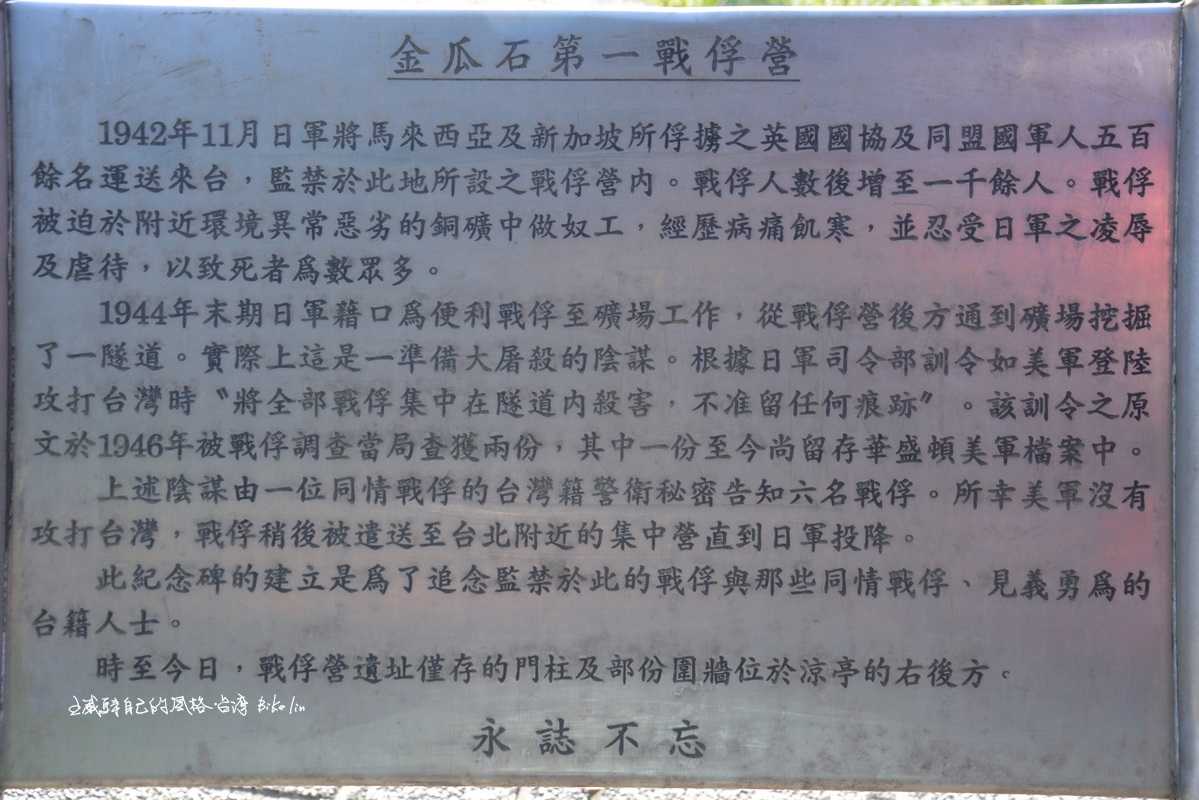 金瓜石第一戰俘營
1942年11月日軍將馬來西亞及新加坡所俘擄之英國國協及同盟國軍人五百
餘名運送來台，監禁於此地所設之戰俘營內。戰俘人數後增至一千餘人。戰俘
被迫於附近環境異常惡劣的銅礦中做奴工，經歷病痛飢寒，並忍受日軍之凌辱
及虐待，以致死者爲數眾多。
1944年末期日軍藉口爲便利戰俘至礦場工作，從戰俘營後方通到礦場挖掘
了一隧道。實際上這是一準備大屠殺的陰謀。根據日軍司令部訓令如美軍登陸
攻打台灣時〝將全部戰俘集中在隧道內殺害，不准留任何痕跡〞。該訓令之原
文於1946年被戰俘調查當局查獲兩份，其中一份至今尚留存華盛頓美軍檔案中。
上述陰謀由一位同情戰俘的台灣籍警衛秘密告知六名戰俘。所幸美軍沒有
攻打台灣，戰俘稍後被遣送至台北附近的集中營直到日軍投降。
此紀念碑的建立是爲了追念監禁於此的戰俘與那些同情戰俘、見義勇爲的
台籍人士。
時至今日，戰俘營遺址僅存的門柱及部份圍牆位於涼亭的右後方。
自己的風格.台灣 Biko lin
永誌不忘